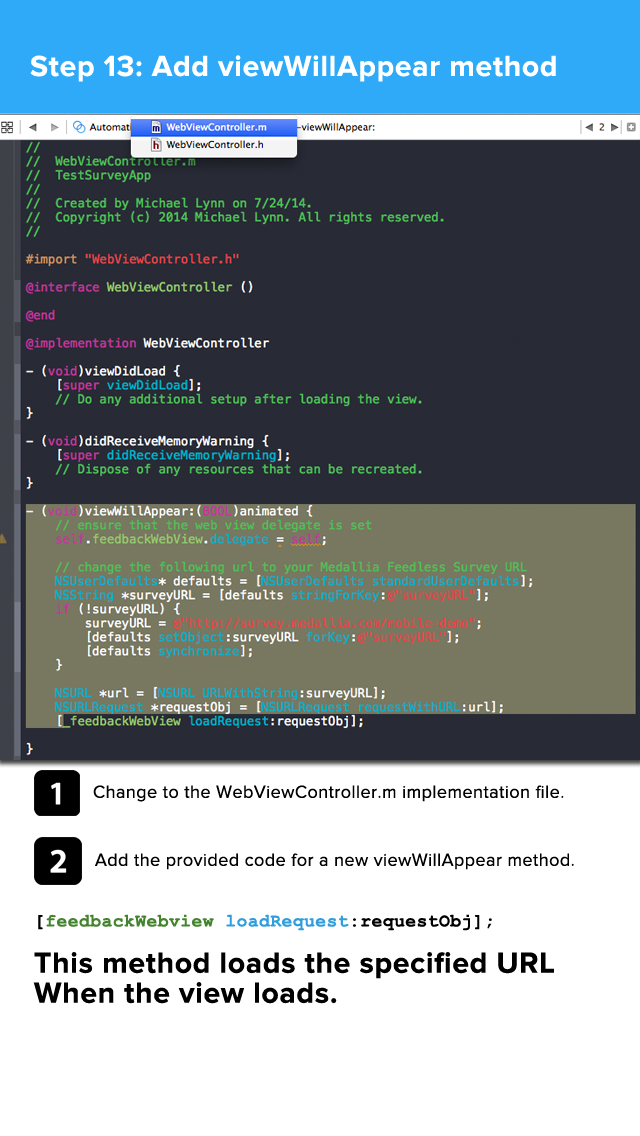 Step 13: Add viewWillAppear method
Automat
m WebViewController.m
-viewWillAppear:
2
h WebViewController.h
//
// WebViewController.m
// TestSurveyApp
//
// Created by Michael Lynn on 7/24/14.
// Copyright (c) 2014 Michael Lynn. All rights reserved.
//
#import "WebViewController.h"
@interface WebViewController ()
@end
@implementation WebViewController
- (void)viewDidLoad {
[super viewDidLoad];
// Do any additional setup after loading the view.
}
- (void)didReceiveMemoryWarning {
[super didReceiveMemoryWarning];
// Dispose of any resources that can be recreated.
}
- (void)viewWillAppear:(BOOL)animated {
// ensure that the web view delegate is set
self.feedbackWebView.delegate = self;
// change the following url to your Medallia Feedless Survey URL
NSUserDefaults* defaults = [NSUserDefaults standardUserDefaults];
NSString *surveyURL = [defaults stringForKey:@"surveyURL"];
if (!surveyURL) {
surveyURL = @"http://survey.medallia.com/mobile-demo";
[defaults setObject:surveyURL forKey:@"surveyURL"];
[defaults synchronize];
}
NSURL *url = [NSURL URLWithString:surveyURL];
NSURLRequest *requestObj = [NSURLRequest requestWithURL:url];
[_feedbackWebView loadRequest:requestObj];
}
1 Change to the WebViewController.m implementation file.
2 Add the provided code for a new viewWillAppear method.
[feedbackWebview loadRequest:requestObj];
This method loads the specified URL
When the view loads.